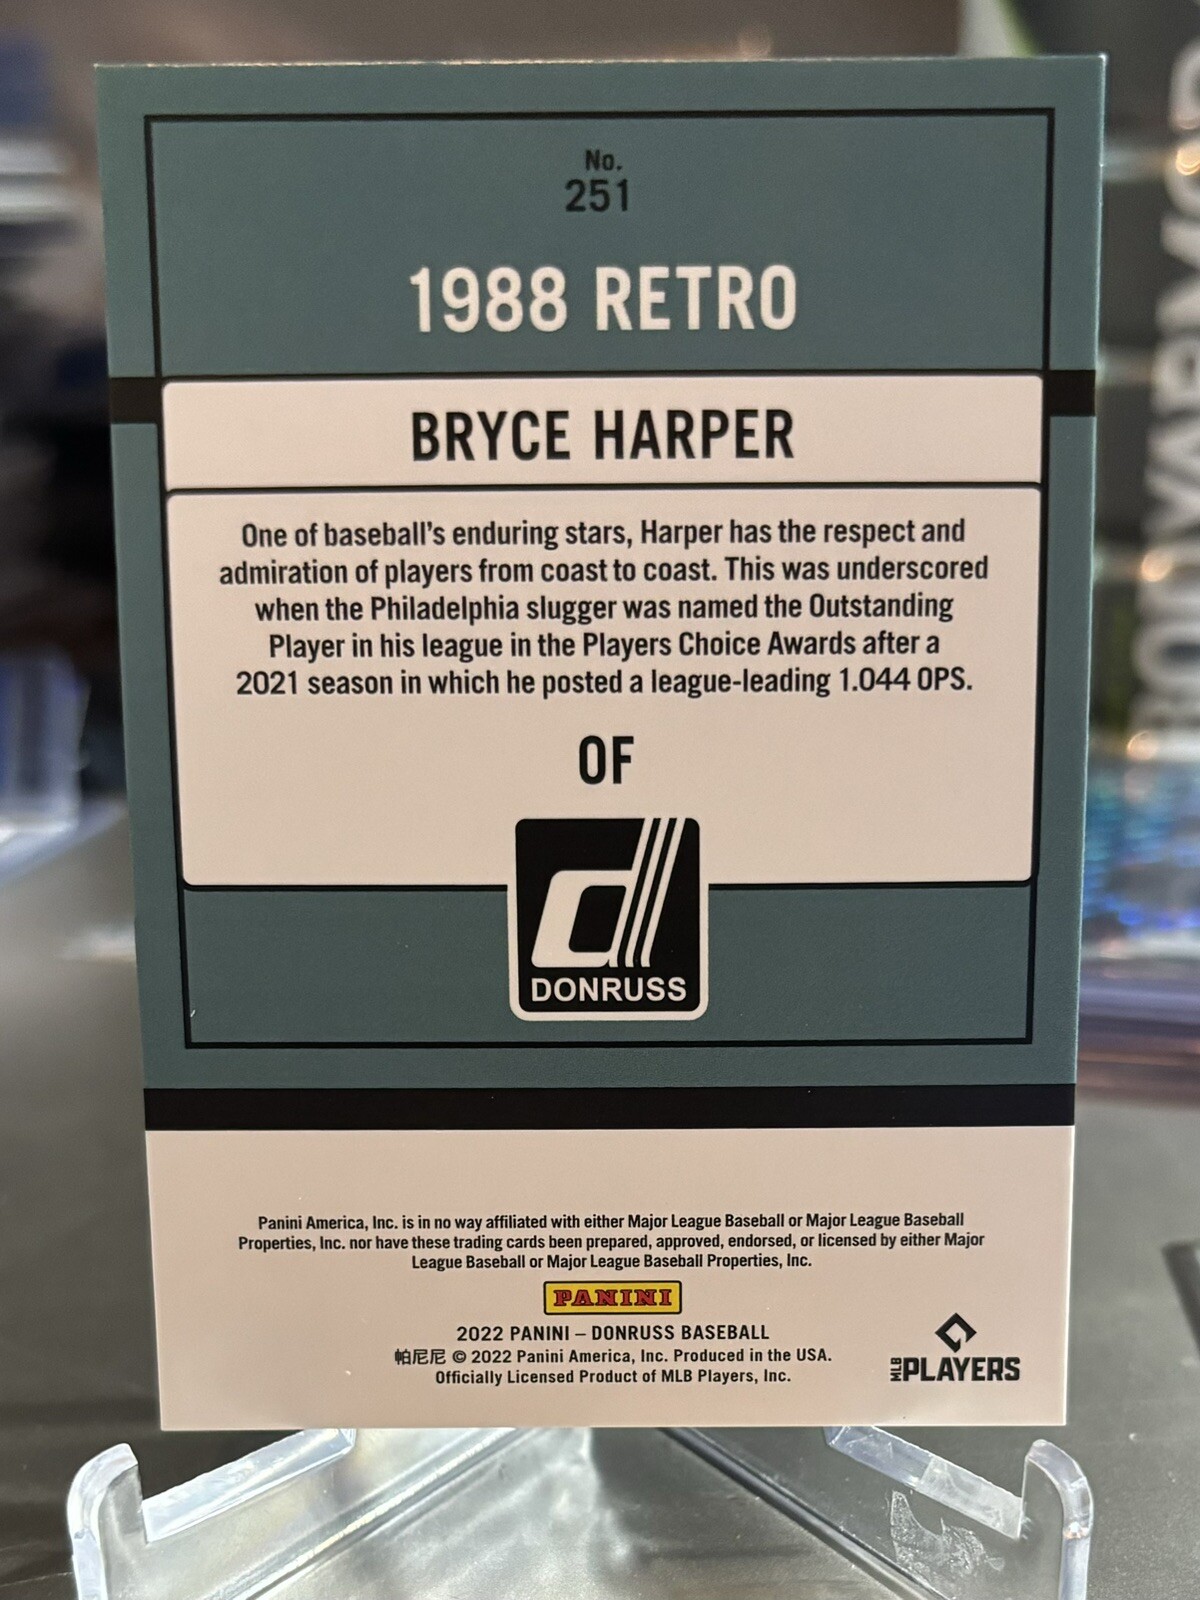 No.
251
1988 RETRO
BRYCE HARPER
One of baseball's enduring stars, Harper has the respect and
admiration of players from coast to coast. This was underscored
when the Philadelphia slugger was named the Outstanding
Player in his league in the Players Choice Awards after a
2021 season in which he posted a league-leading 1.044 OPS.
OF
d
DONRUSS
Panini America, Inc. is in no way affiliated with either Major League Baseball or Major League Baseball
Properties, Inc. nor have these trading cards been prepared, approved, endorsed, or licensed by either Major
League Baseball or Major League Baseball Properties, Inc.
PANINI
2022 PANINI – DONRUSS BASEBALL
帕尼尼 © 2022 Panini America, Inc. Produced in the USA.
Officially Licensed Product of MLB Players, Inc.
MLB PLAYERS